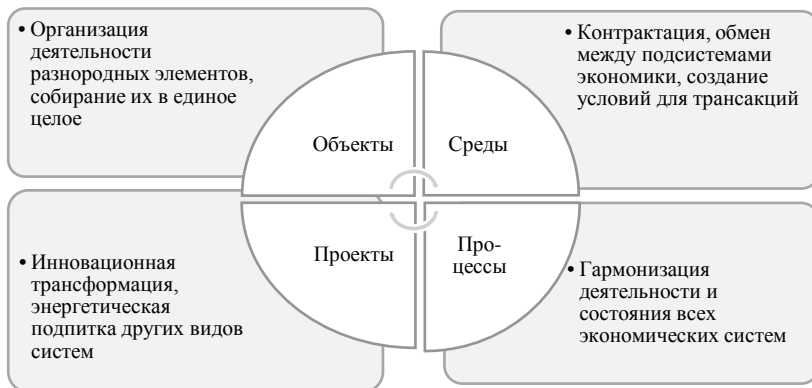 • Организация
деятельности
разнородных элементов,
собирание их в единое
целое
• Контрактация, обмен
между подсистемами
экономики, создание
условий для трансакций
Объекты
Среды
Проекты
Про-
цессы
• Инновационная
трансформация,
энергетическая
подпитка других видов
систем
• Гармонизация
деятельности и
состояния всех
экономических систем